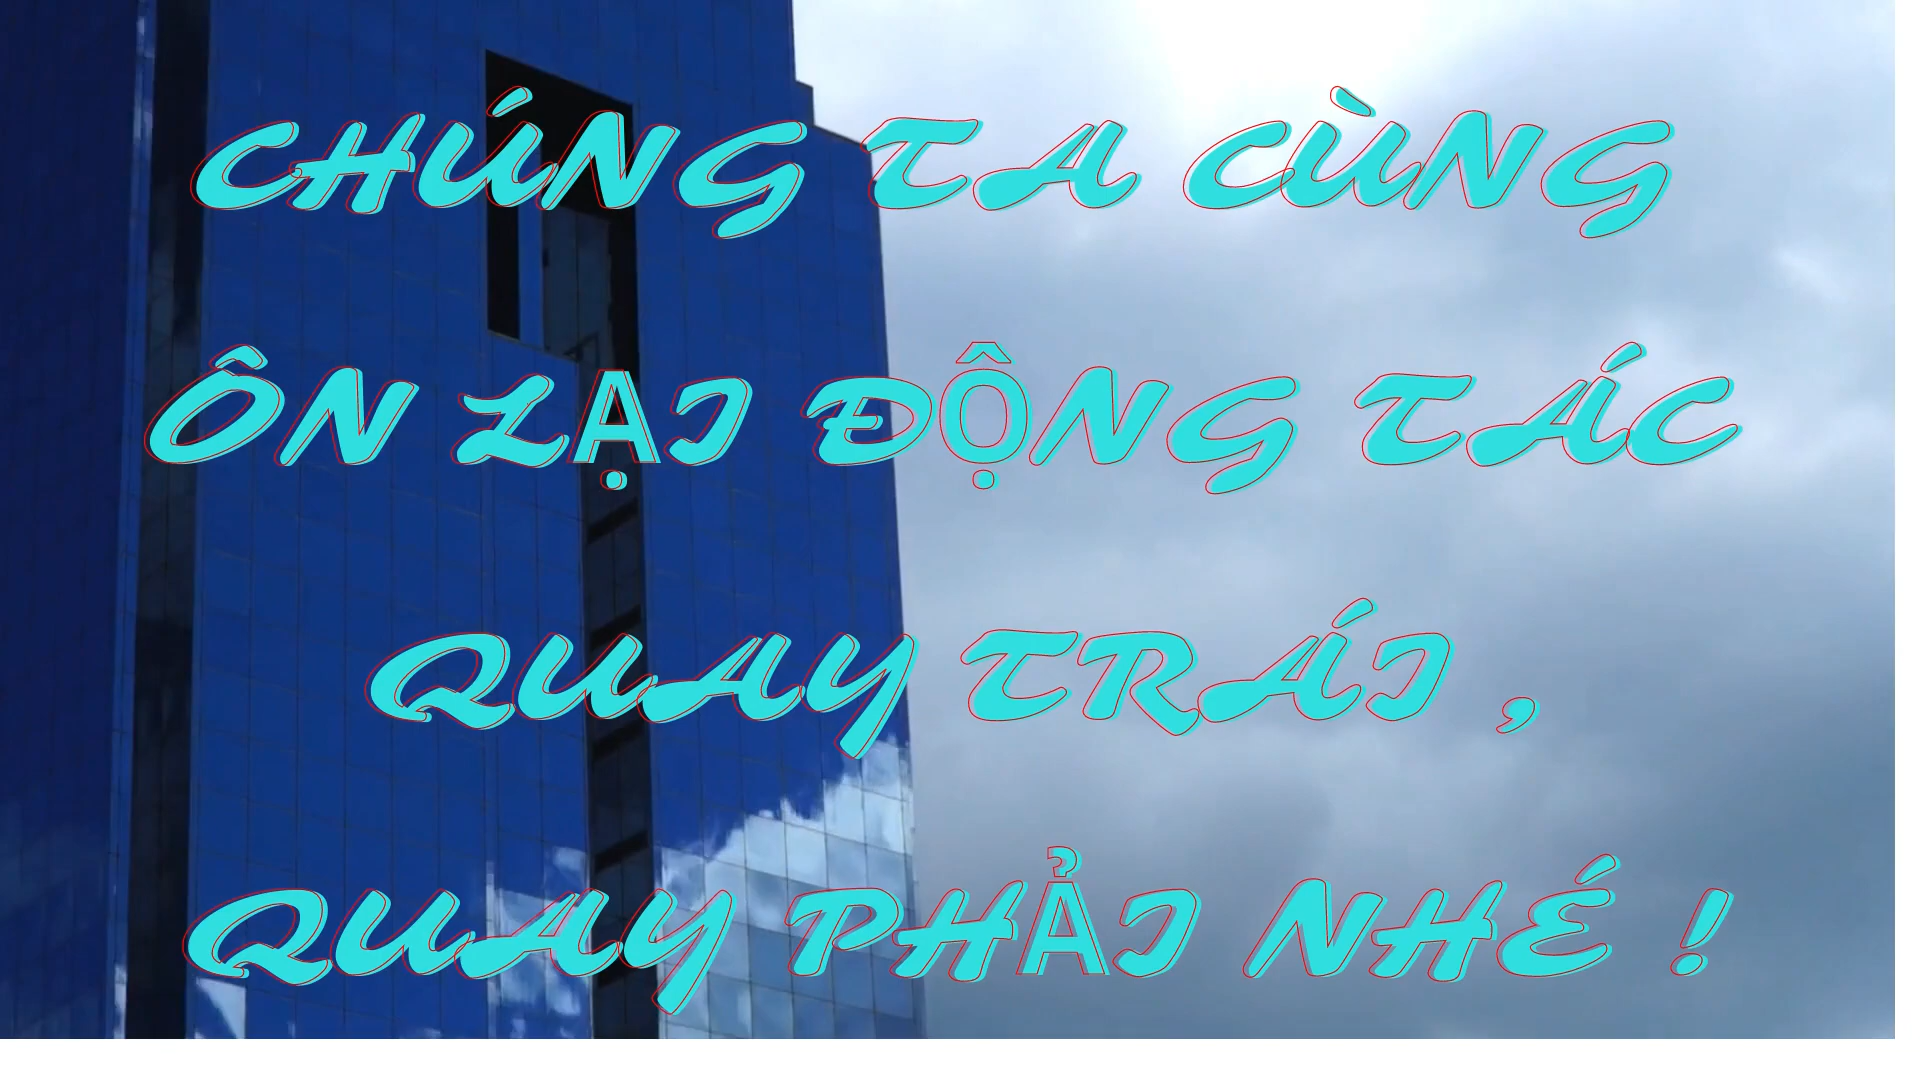 CHÚNG TA CÙNG
ÔN LẠI ĐỘNG TÁC
QUAY TRÁI ,
QUAY PHẢI NHÉ !